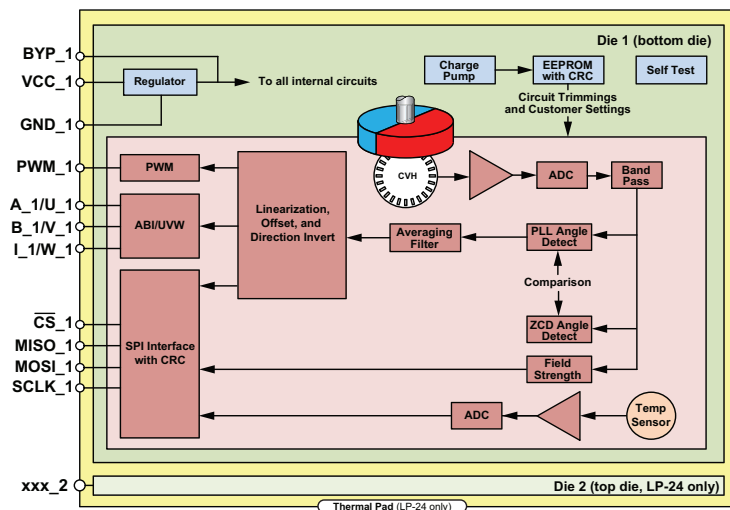 Die 1 (bottom die)
BYP_1
VCC_1
GND_1
Regulator
To all internal circuits
Charge
Pump
EEPROM
with CRC
Self Test
Circuit Trimmings
and Customer Settings
PWM_1
PWM
A_1/U_1
B_1/V_1
I_1/W_1
ABI/UVW
Linearization,
Offset, and
Direction Invert
CVH
ADC
Band
Pass
Averaging
Filter
PLL Angle
Detect
Comparison
ZCD Angle
Detect
CS_1
MISO_1
MOSI_1
SCLK_1
SPI Interface
with CRC
Field
Strength
ADC
Temp
Sensor
xxx_2
Die 2 (top die, LP-24 only)
Thermal Pad (LP-24 only)